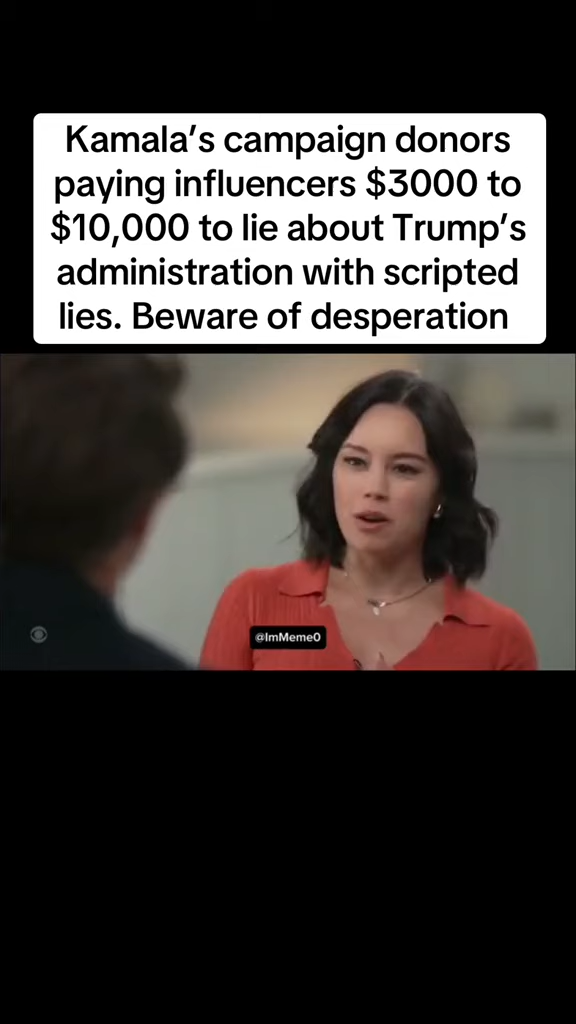 Kamala’s campaign donors
paying influencers $3000 to
$10,000 to lie about Trump’s
administration with scripted
lies. Beware of desperation
@ImMeme0